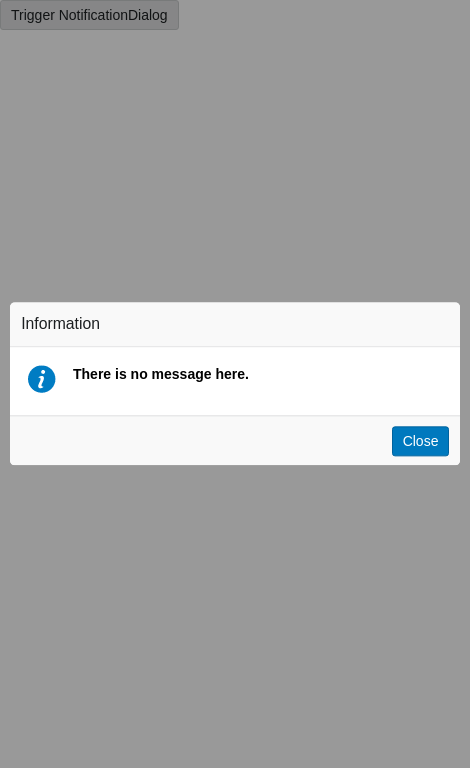 Trigger NotificationDialog
Information
There is no message here.
Close